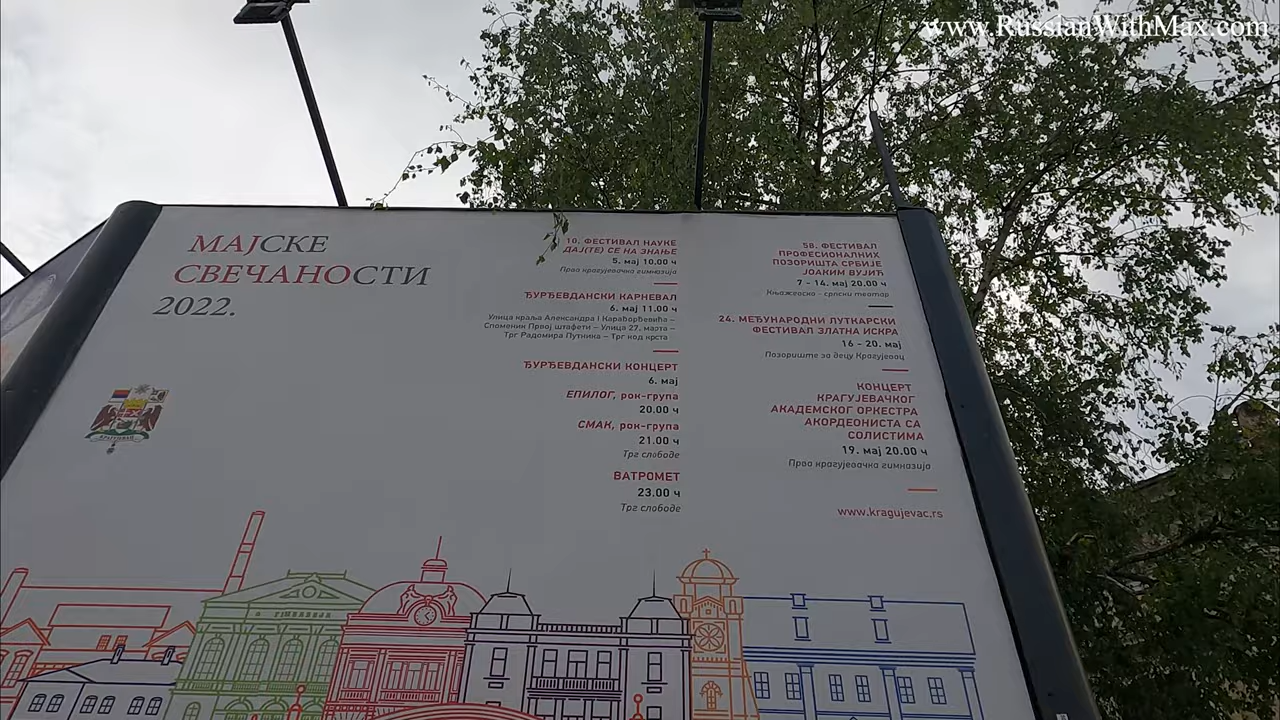 www.RussianWithMax.com
МАЈСКЕ
СВЕЧАНОСТИ
2022.
КРАГУЈЕВАЦ
10. ФЕСТИВАЛ НАУКЕ
ДАЈ(ТЕ) СЕ НА ЗНАЊЕ
5. мај 10.00 ч
Прва крагујевачка гимназија
ЂУРЂЕВДАНСКИ КАРНЕВАЛ
6. мај 11.00 ч
Улица краља Александра I Карађорђевића –
Споменик Првој штафети – Улица 27. марта –
Трг Радомира Путника – Трг код крста
ЂУРЂЕВДАНСКИ КОНЦЕРТ
6. мај
ЕПИЛОГ, рок-група
20.00 ч
СМАК, рок-група
21.00 ч
Трг слободе
ВАТРОМЕТ
23.00 ч
Трг слободе
58. ФЕСТИВАЛ
ПРОФЕСИОНАЛНИХ
ПОЗОРИШТА СРБИЈЕ
ЈОАКИМ ВУЈИЋ
7 - 14. мај 20.00 ч
Књажевско - српски театар
24. МЕЂУНАРОДНИ ЛУТКАРСКИ
ФЕСТИВАЛ ЗЛАТНА ИСКРА
16 - 20. мај
Позориште за децу Крагујевац
КОНЦЕРТ
КРАГУЈЕВАЧКОГ
АКАДЕМСКОГ ОРКЕСТРА
АКОРДЕОНИСТА СА
СОЛИСТИМА
19. мај 20.00 ч
Прва крагујевачка гимназија
www.kragujevac.rs